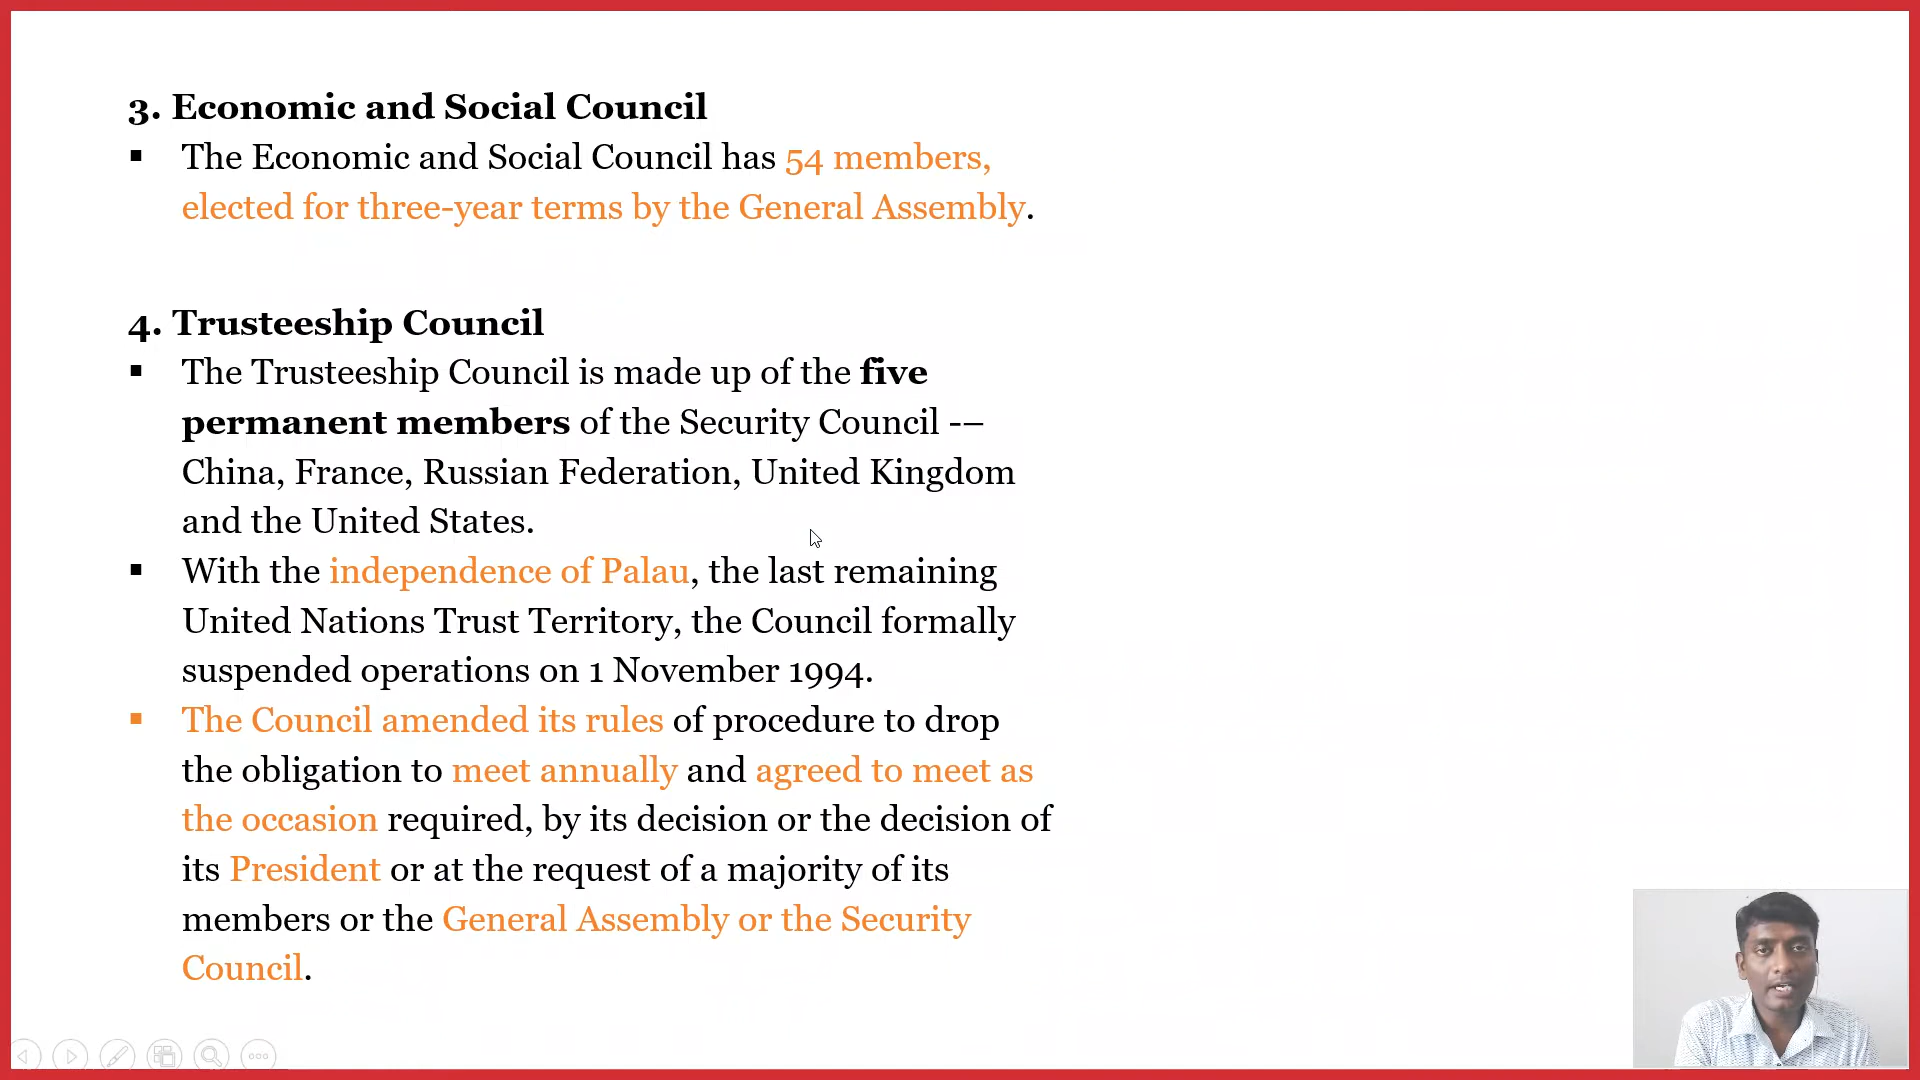 3. Economic and Social Council
▪ The Economic and Social Council has 54 members,
elected for three-year terms by the General Assembly.
4. Trusteeship Council
▪ The Trusteeship Council is made up of the five
permanent members of the Security Council -–
China, France, Russian Federation, United Kingdom
and the United States.
▪ With the independence of Palau, the last remaining
United Nations Trust Territory, the Council formally
suspended operations on 1 November 1994.
▪ The Council amended its rules of procedure to drop
the obligation to meet annually and agreed to meet as
the occasion required, by its decision or the decision of
its President or at the request of a majority of its
members or the General Assembly or the Security
Council.